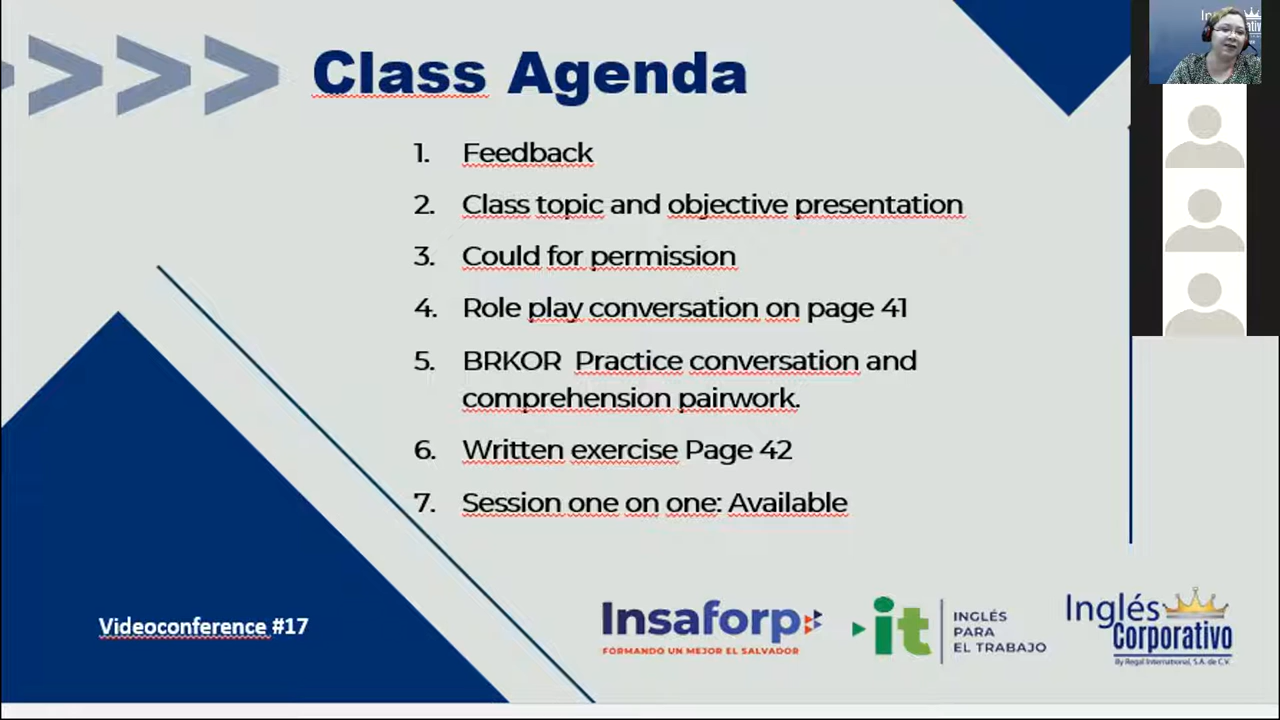 Class Agenda
1. Feedback
2. Class topic and objective presentation
3. Could for permission
4. Role play conversation on page 41
5. BRKOR Practice conversation and
comprehension pairwork.
6. Written exercise Page 42
7. Session one on one: Available
Videoconference #17
Insaforp
FORMANDO UN MEJOR EL SALVADOR
it
INGLÉS
PARA
EL TRABAJO
Inglés
Corporativo
By Regal International, S.A. de C.V.